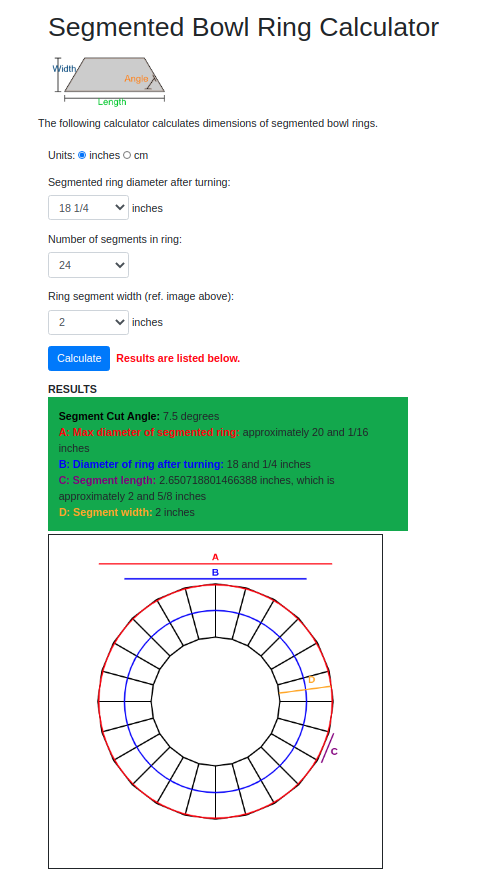 Segmented Bowl Ring Calculator
Width
Angle
Length
The following calculator calculates dimensions of segmented bowl rings.
Units: inches cm
Segmented ring diameter after turning:
18 1/4 inches
Number of segments in ring:
24
Ring segment width (ref. image above):
2 inches
Calculate Results are listed below.
RESULTS
Segment Cut Angle: 7.5 degrees
A: Max diameter of segmented ring: approximately 20 and 1/16
inches
B: Diameter of ring after turning: 18 and 1/4 inches
C: Segment length: 2.650718801466388 inches, which is
approximately 2 and 5/8 inches
D: Segment width: 2 inches
A
B
D
C